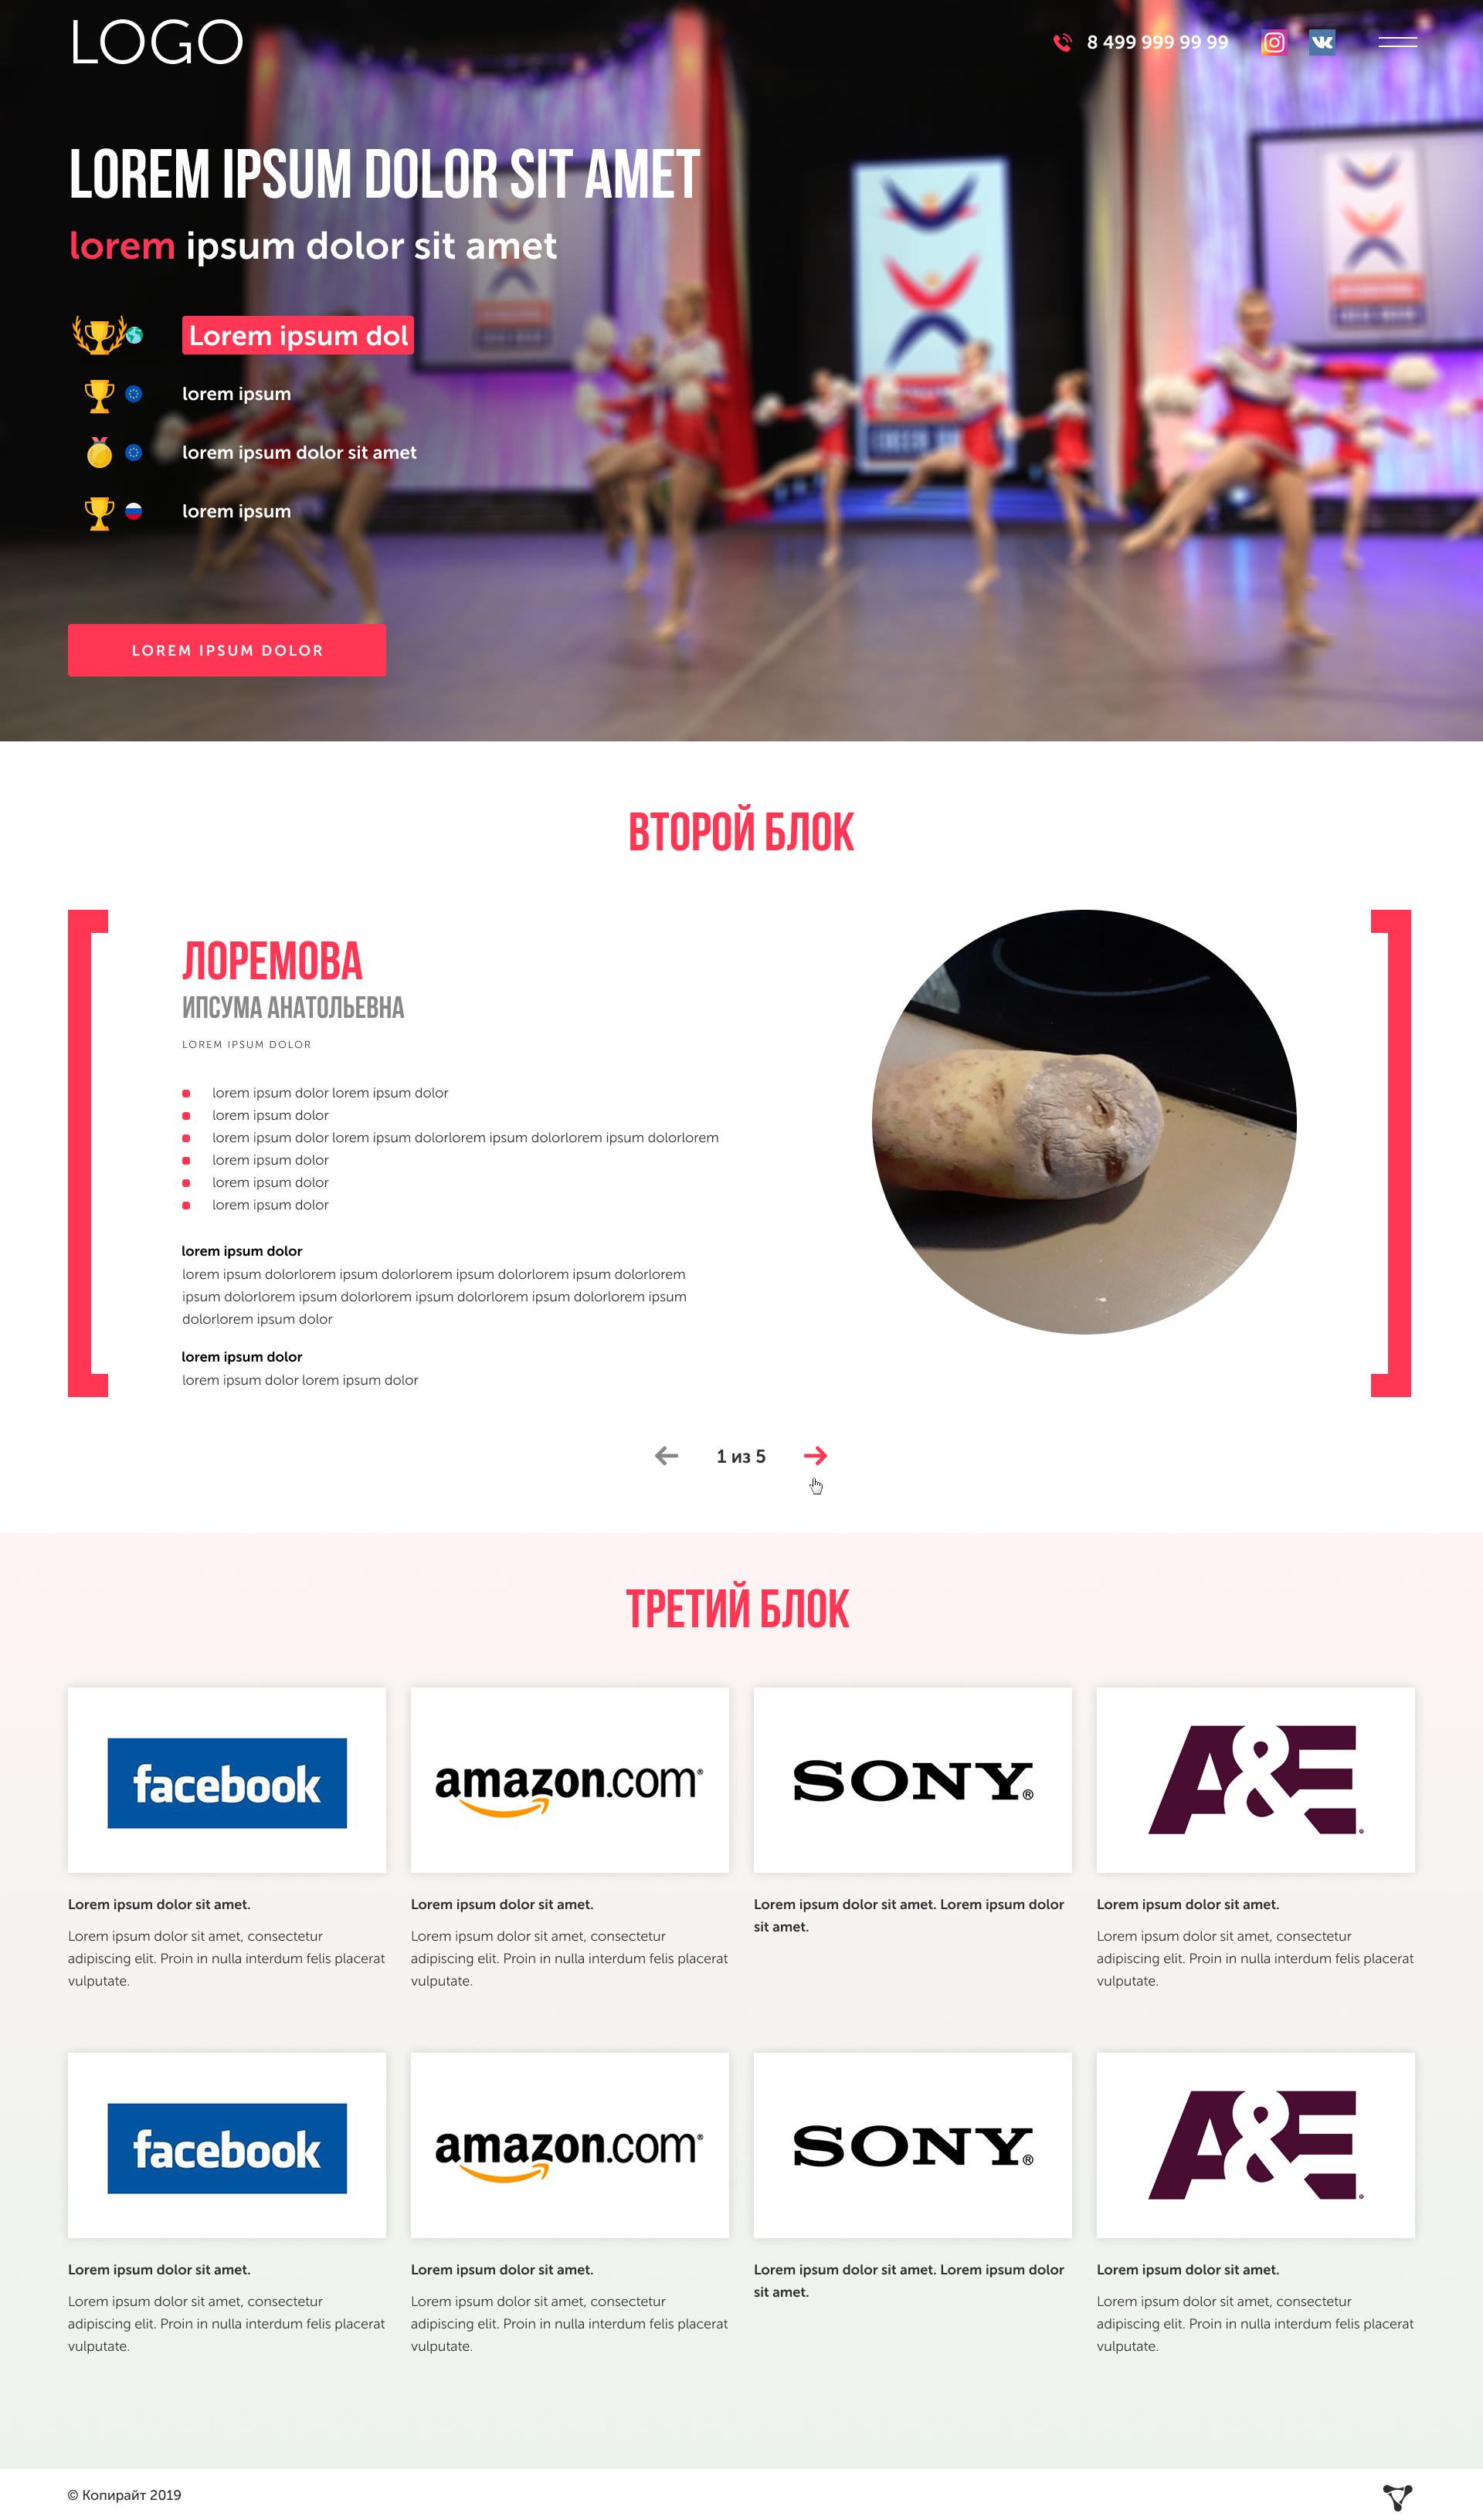 LOGO
8 499 999 99 99
LOREM IPSUM DOLOR SIT AMET
lorem ipsum dolor sit amet
Lorem ipsum dol
lorem ipsum
lorem ipsum dolor sit amet
lorem ipsum
LOREM IPSUM DOLOR
ВТОРОЙ БЛОК
ЛОРЕМОВА
ИПСУМА АНАТОЛЬЕВНА
LOREM IPSUM DOLOR
lorem ipsum dolor lorem ipsum dolor
lorem ipsum dolor
lorem ipsum dolor lorem ipsum dolorlorem ipsum dolorlorem ipsum dolorlorem
lorem ipsum dolor
lorem ipsum dolor
lorem ipsum dolor
lorem ipsum dolor
lorem ipsum dolorlorem ipsum dolorlorem ipsum dolorlorem ipsum dolorlorem
ipsum dolorlorem ipsum dolorlorem ipsum dolorlorem ipsum dolorlorem ipsum
dolorlorem ipsum dolor
lorem ipsum dolor
lorem ipsum dolor lorem ipsum dolor
1 из 5
ТРЕТИЙ БЛОК
facebook
amazon.com®
SONY®
A&E
Lorem ipsum dolor sit amet.
Lorem ipsum dolor sit amet, consectetur
adipiscing elit. Proin in nulla interdum felis placerat
vulputate.
Lorem ipsum dolor sit amet.
Lorem ipsum dolor sit amet, consectetur
adipiscing elit. Proin in nulla interdum felis placerat
vulputate.
Lorem ipsum dolor sit amet. Lorem ipsum dolor
sit amet.
Lorem ipsum dolor sit amet.
Lorem ipsum dolor sit amet, consectetur
adipiscing elit. Proin in nulla interdum felis placerat
vulputate.
facebook
amazon.com®
SONY®
A&E
Lorem ipsum dolor sit amet.
Lorem ipsum dolor sit amet, consectetur
adipiscing elit. Proin in nulla interdum felis placerat
vulputate.
Lorem ipsum dolor sit amet.
Lorem ipsum dolor sit amet, consectetur
adipiscing elit. Proin in nulla interdum felis placerat
vulputate.
Lorem ipsum dolor sit amet. Lorem ipsum dolor
sit amet.
Lorem ipsum dolor sit amet.
Lorem ipsum dolor sit amet, consectetur
adipiscing elit. Proin in nulla interdum felis placerat
vulputate.
© Копирайт 2019